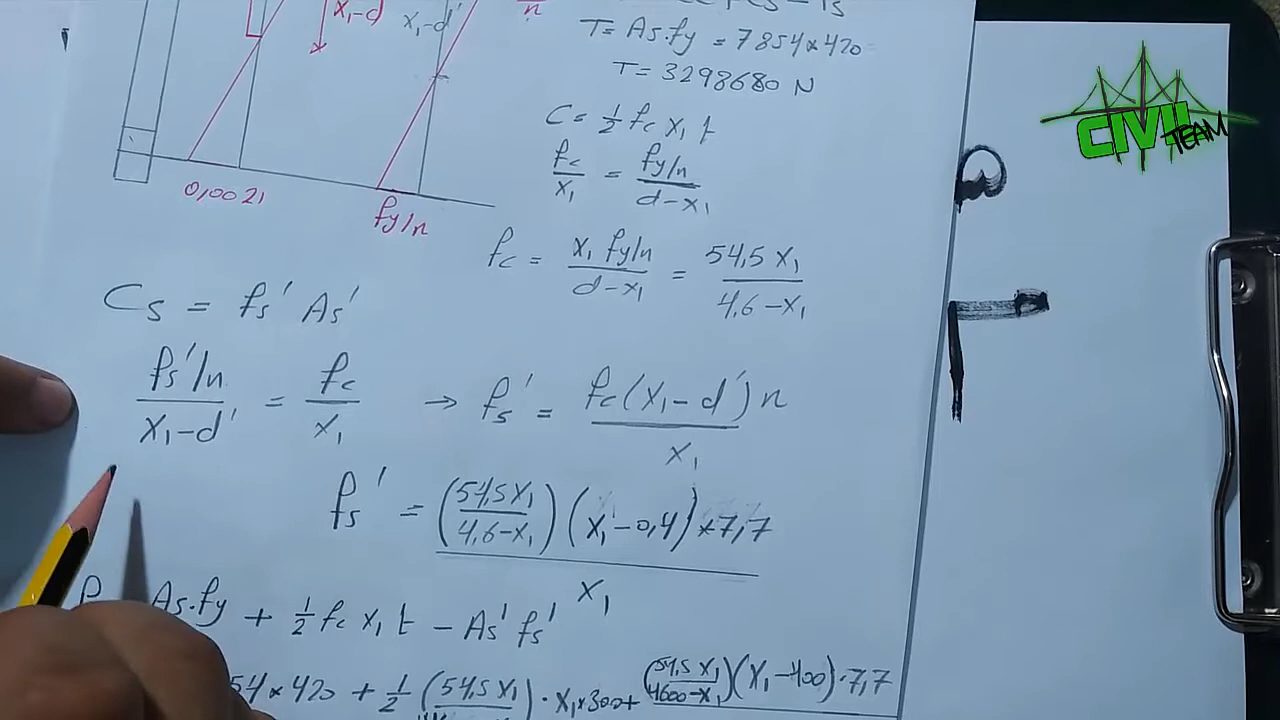 x₁-d
x₁-d'
n
T = As.fy = 7854×420
T = 3298680 N
C = ½ fc x₁ t
fc/x₁ = (fy/n)/(d-x₁)
0,0021
fy/n
fc = (x₁ fy/n)/(d-x₁) = (54,5 x₁)/(4,6-x₁)
Cs = fs' As'
(fs'/n)/(x₁-d') = fc/x₁ → fs' = (fc(x₁-d')n)/x₁
fs' = ((54,5x₁/4,6-x₁)(x₁-0,4)*7,7)/x₁
As.fy + ½ fc x₁ t - As' fs'
54×420 + ½ (54,5x₁) · x₁×300+ (54,5 x₁/4600-x₁)(x₁-400)·7,7
CIVIL
TEAM